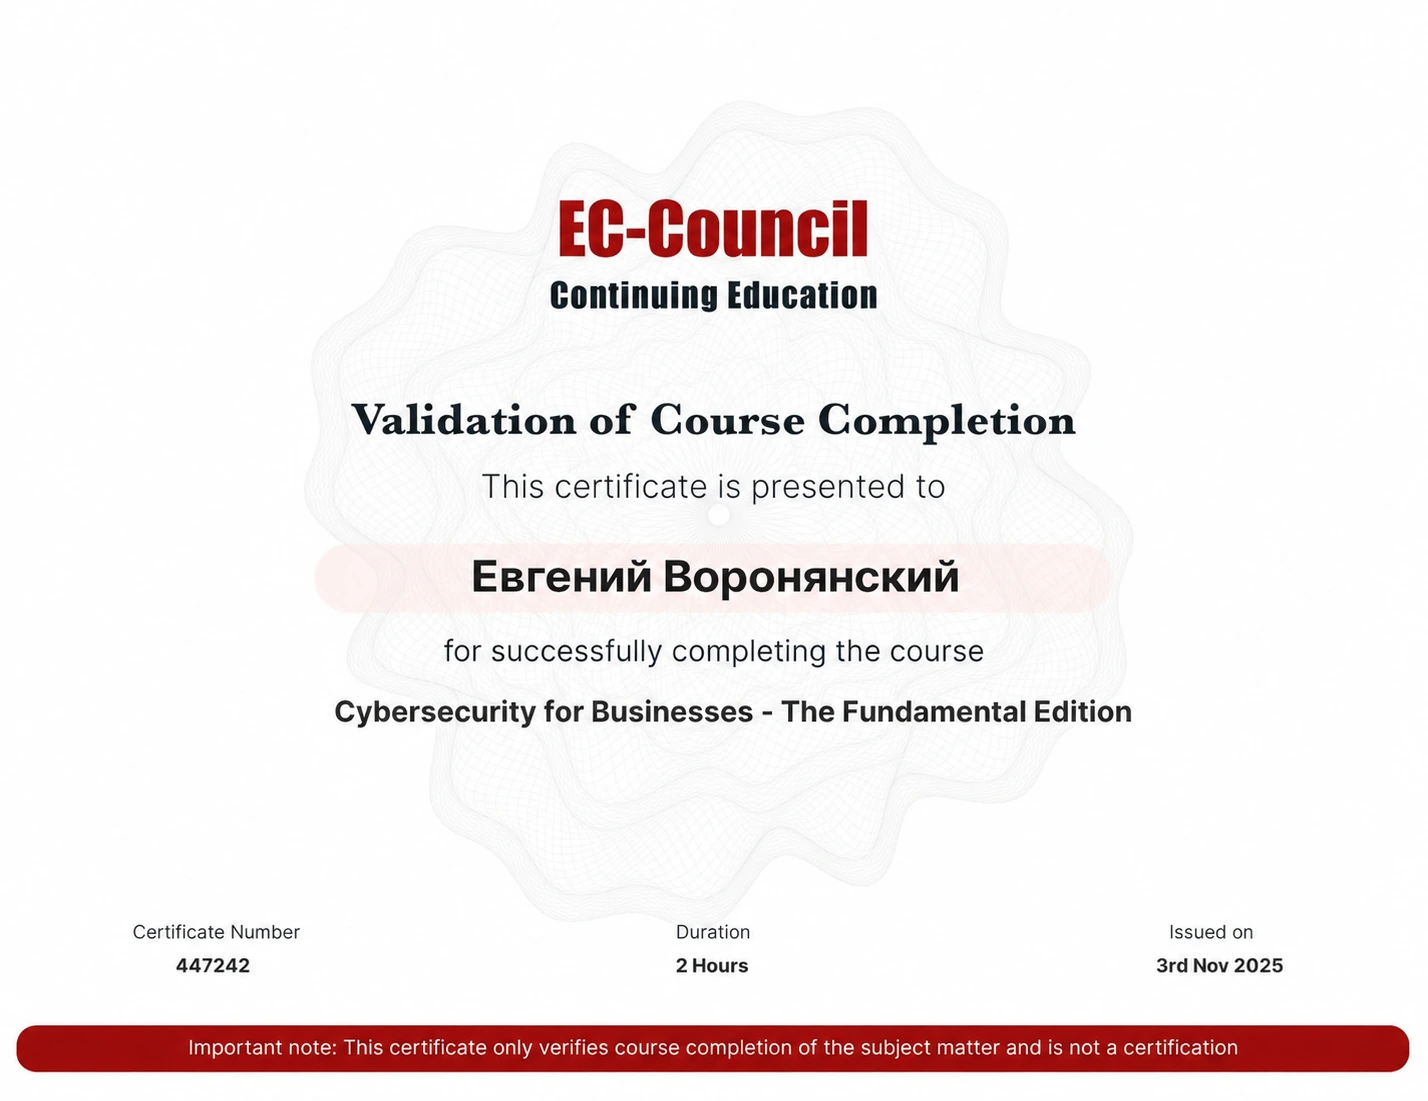 EC-Council
Continuing Education
Validation of Course Completion
This certificate is presented to
Евгений Воронянский
for successfully completing the course
Cybersecurity for Businesses - The Fundamental Edition
Certificate Number
447242
Duration
2 Hours
Issued on
3rd Nov 2025
Important note: This certificate only verifies course completion of the subject matter and is not a certification